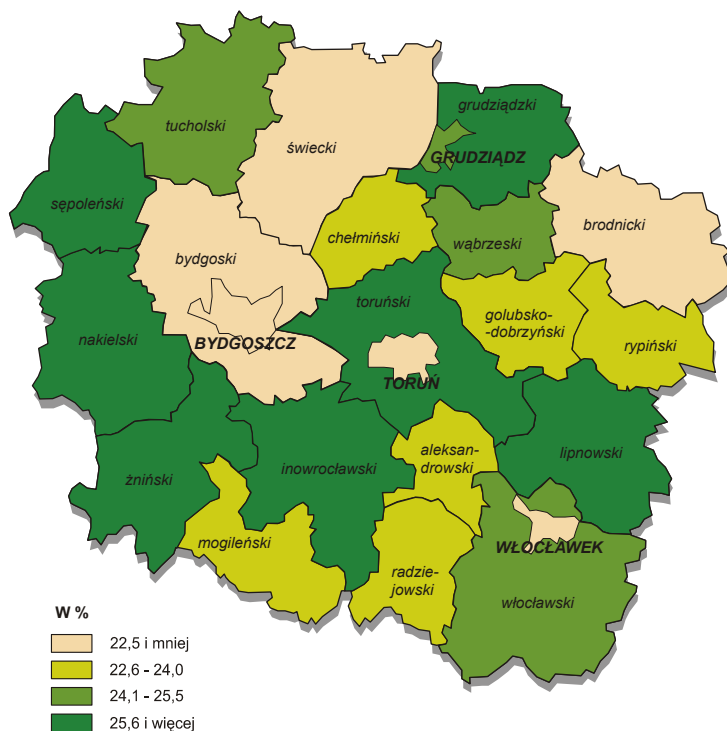 tucholski
świecki
grudziądzki
GRUDZIĄDZ
sępoleński
chełmiński
wąbrzeski
brodnicki
bydgoski
toruński
golubsko-
-dobrzyński
nakielski
BYDGOSZCZ
rypiński
TORUŃ
żniński
inowrocławski
aleksan-
drowski
lipnowski
mogileński
radzie-
jowski
WŁOCŁAWEK
włocławski
W %
22,5 i mniej
22,6 - 24,0
24,1 - 25,5
25,6 i więcej